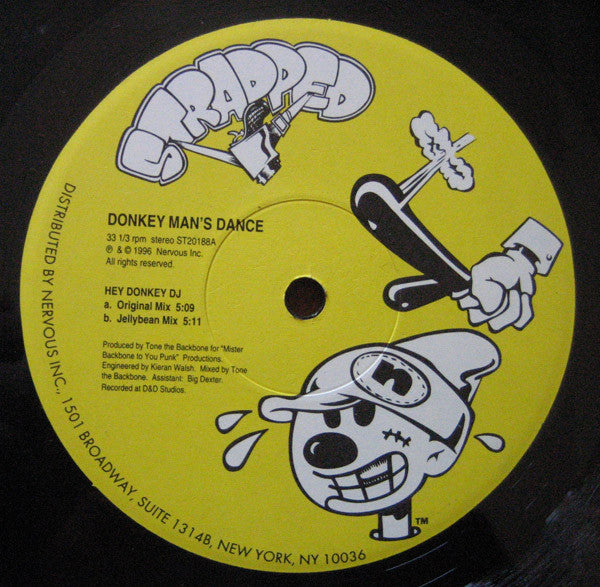 STRAPPED
DONKEY MAN'S DANCE
33 1/3 rpm stereo ST20188A
℗ & © 1996 Nervous Inc.
All rights reserved.
HEY DONKEY DJ
a. Original Mix 5:09
b. Jellybean Mix 5:11
Produced by Tone the Backbone for "Mister
Backbone to You Punk" Productions.
Engineered by Kieran Walsh. Mixed by Tone
the Backbone. Assistant: Big Dexter.
Recorded at D&D Studios.
n
TM
DISTRIBUTED BY NERVOUS INC., 1501 BROADWAY, SUITE 1314B, NEW YORK, NY 10036